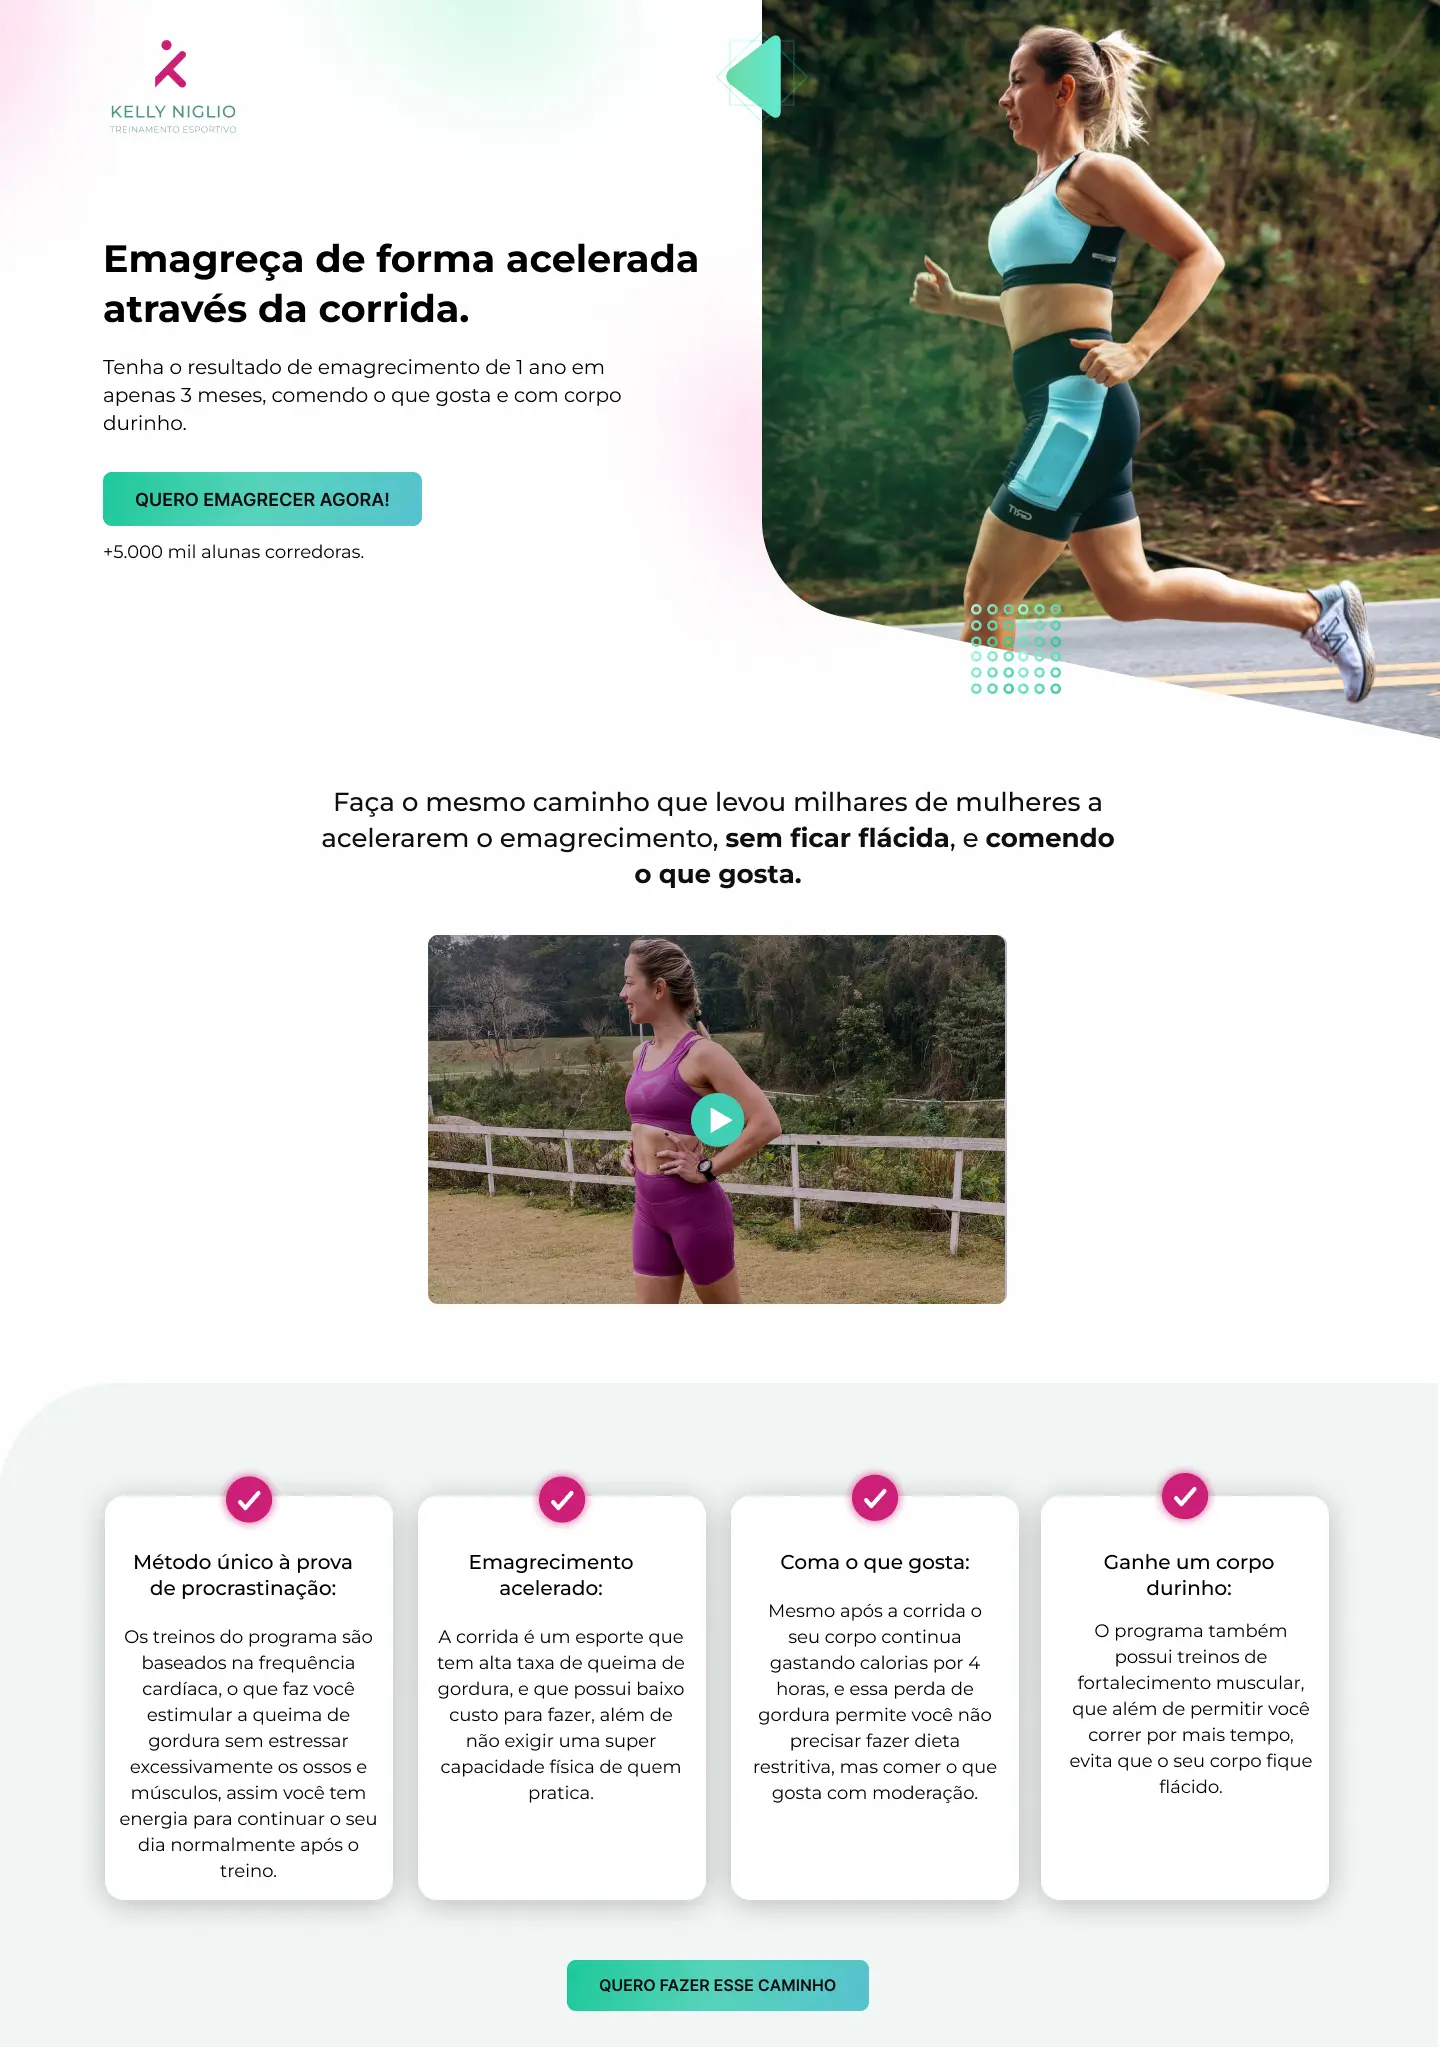 KELLY NIGLIO
TREINAMENTO ESPORTIVO
Emagreça de forma acelerada
através da corrida.
Tenha o resultado de emagrecimento de 1 ano em
apenas 3 meses, comendo o que gosta e com corpo
durinho.
QUERO EMAGRECER AGORA!
+5.000 mil alunas corredoras.
Faça o mesmo caminho que levou milhares de mulheres a
acelerarem o emagrecimento, sem ficar flácida, e comendo
o que gosta.
Método único à prova
de procrastinação:
Os treinos do programa são
baseados na frequência
cardíaca, o que faz você
estimular a queima de
gordura sem estressar
excessivamente os ossos e
músculos, assim você tem
energia para continuar o seu
dia normalmente após o
treino.
Emagrecimento
acelerado:
A corrida é um esporte que
tem alta taxa de queima de
gordura, e que possui baixo
custo para fazer, além de
não exigir uma super
capacidade física de quem
pratica.
Coma o que gosta:
Mesmo após a corrida o
seu corpo continua
gastando calorias por 4
horas, e essa perda de
gordura permite você não
precisar fazer dieta
restritiva, mas comer o que
gosta com moderação.
Ganhe um corpo
durinho:
O programa também
possui treinos de
fortalecimento muscular,
que além de permitir você
correr por mais tempo,
evita que o seu corpo fique
flácido.
QUERO FAZER ESSE CAMINHO